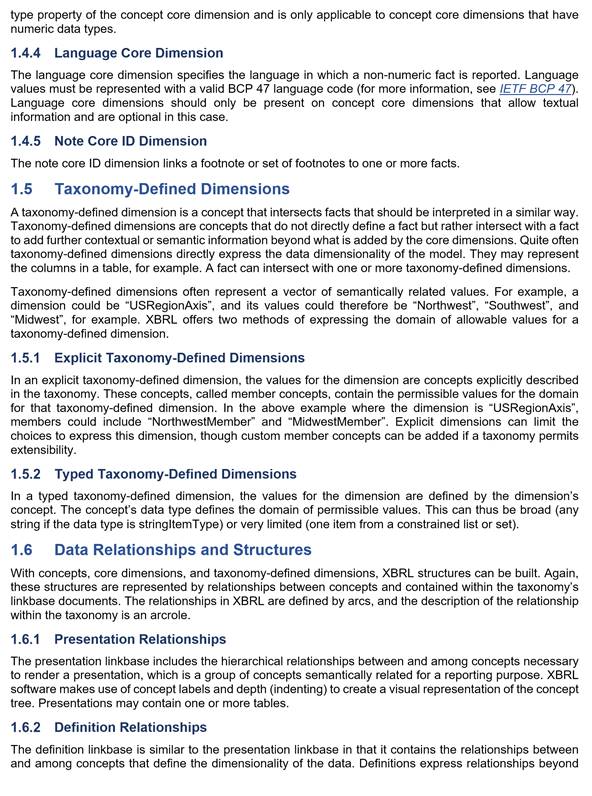 type property of the concept core dimension and is only applicable to concept core dimensions that have
numeric data types.
1.4.4 Language Core Dimension
The language core dimension specifies the language in which a non-numeric fact is reported. Language
values must be represented with a valid BCP 47 language code (for more information, see IETF BCP 47).
Language core dimensions should only be present on concept core dimensions that allow textual
information and are optional in this case.
1.4.5 Note Core ID Dimension
The note core ID dimension links a footnote or set of footnotes to one or more facts.
1.5 Taxonomy-Defined Dimensions
A taxonomy-defined dimension is a concept that intersects facts that should be interpreted in a similar way.
Taxonomy-defined dimensions are concepts that do not directly define a fact but rather intersect with a fact
to add further contextual or semantic information beyond what is added by the core dimensions. Quite often
taxonomy-defined dimensions directly express the data dimensionality of the model. They may represent
the columns in a table, for example. A fact can intersect with one or more taxonomy-defined dimensions.
Taxonomy-defined dimensions often represent a vector of semantically related values. For example, a
dimension could be “USRegionAxis”, and its values could therefore be “Northwest”, “Southwest”, and
“Midwest”, for example. XBRL offers two methods of expressing the domain of allowable values for a
taxonomy-defined dimension.
1.5.1 Explicit Taxonomy-Defined Dimensions
In an explicit taxonomy-defined dimension, the values for the dimension are concepts explicitly described
in the taxonomy. These concepts, called member concepts, contain the permissible values for the domain
for that taxonomy-defined dimension. In the above example where the dimension is “USRegionAxis”,
members could include “NorthwestMember” and “MidwestMember”. Explicit dimensions can limit the
choices to express this dimension, though custom member concepts can be added if a taxonomy permits
extensibility.
1.5.2 Typed Taxonomy-Defined Dimensions
In a typed taxonomy-defined dimension, the values for the dimension are defined by the dimension’s
concept. The concept’s data type defines the domain of permissible values. This can thus be broad (any
string if the data type is stringItemType) or very limited (one item from a constrained list or set).
1.6 Data Relationships and Structures
With concepts, core dimensions, and taxonomy-defined dimensions, XBRL structures can be built. Again,
these structures are represented by relationships between concepts and contained within the taxonomy’s
linkbase documents. The relationships in XBRL are defined by arcs, and the description of the relationship
within the taxonomy is an arcrole.
1.6.1 Presentation Relationships
The presentation linkbase includes the hierarchical relationships between and among concepts necessary
to render a presentation, which is a group of concepts semantically related for a reporting purpose. XBRL
software makes use of concept labels and depth (indenting) to create a visual representation of the concept
tree. Presentations may contain one or more tables.
1.6.2 Definition Relationships
The definition linkbase is similar to the presentation linkbase in that it contains the relationships between
and among concepts that define the dimensionality of the data. Definitions express relationships beyond